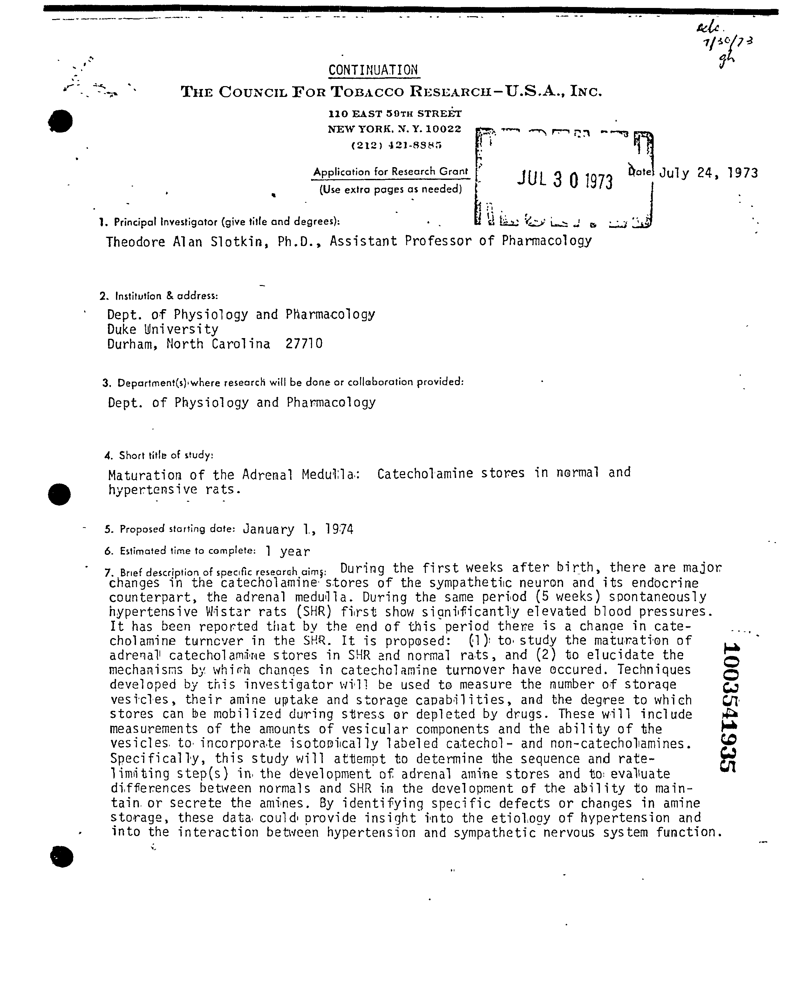 7/30/73
gh
CONTINUATION
THE COUNCIL FOR TOBACCO RESEARCH–U.S.A., INC.
110 EAST 59TH STREET
NEW YORK, N.Y. 10022
(212) 421-8885
Application for Research Grant
(Use extra pages as needed)
JUL 30 1973
Date: July 24, 1973
1. Principal Investigator (give title and degrees):
Theodore Alan Slotkin, Ph.D., Assistant Professor of Pharmacology
2. Institution & address:
Dept. of Physiology and Pharmacology
Duke University
Durham, North Carolina 27710
3. Department(s) where research will be done or collaboration provided:
Dept. of Physiology and Pharmacology
4. Short title of study:
Maturation of the Adrenal Medulla: Catecholamine stores in normal and
hypertensive rats.
5. Proposed starting date: January 1, 1974
6. Estimated time to complete: 1 year
7. Brief description of specific research aims: During the first weeks after birth, there are major
changes in the catecholamine stores of the sympathetic neuron and its endocrine
counterpart, the adrenal medulla. During the same period (5 weeks) spontaneously
hypertensive Wistar rats (SHR) first show significantly elevated blood pressures.
It has been reported that by the end of this period there is a change in cate-
cholamine turnover in the SHR. It is proposed: (1) to study the maturation of
adrenal catecholamine stores in SHR and normal rats, and (2) to elucidate the
mechanisms by which changes in catecholamine turnover have occured. Techniques
developed by this investigator will be used to measure the number of storage
vesicles, their amine uptake and storage capabilities, and the degree to which
stores can be mobilized during stress or depleted by drugs. These will include
measurements of the amounts of vesicular components and the ability of the
vesicles to incorporate isotopically labeled catechol- and non-catecholamines.
Specifically, this study will attempt to determine the sequence and rate-
limiting step(s) in the development of adrenal amine stores and to evaluate
differences between normals and SHR in the development of the ability to main-
tain or secrete the amines. By identifying specific defects or changes in amine
storage, these data could provide insight into the etiology of hypertension and
into the interaction between hypertension and sympathetic nervous system function.
1003541935